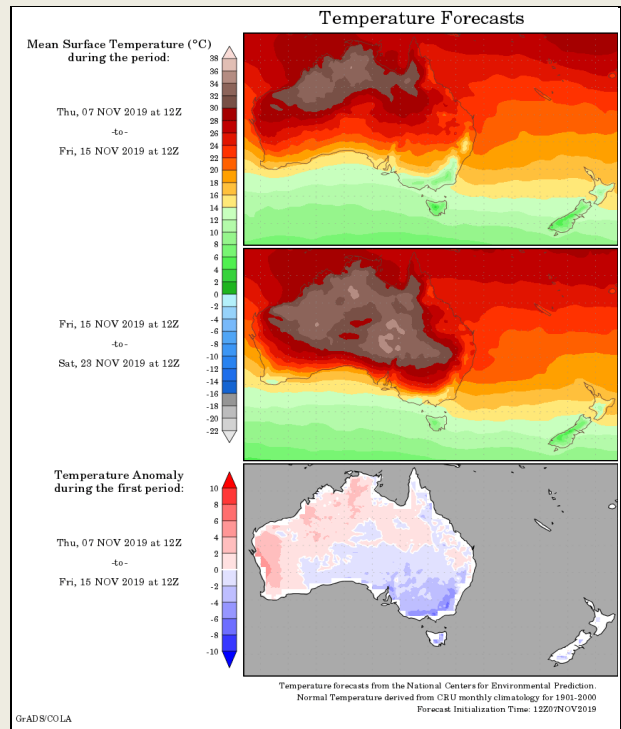 Temperature Forecasts
Mean Surface Temperature (°C)
during the period:
Thu, 07 NOV 2019 at 12Z
-to-
Fri, 15 NOV 2019 at 12Z
38
36
34
32
30
28
26
24
22
20
18
16
14
12
10
8
6
4
2
0
-2
-4
-6
-8
-10
-12
-14
-16
-17
-18
-20
-22
Fri, 15 NOV 2019 at 12Z
-to-
Sat, 23 NOV 2019 at 12Z
Temperature Anomaly
during the first period:
Thu, 07 NOV 2019 at 12Z
-to-
Fri, 15 NOV 2019 at 12Z
10
8
6
4
2
0
-2
-4
-6
-8
-10
Temperature forecasts from the National Centers for Environmental Prediction.
Normal Temperature derived from CRU monthly climatology for 1901-2000
Forecast Initialization Time: 12Z07NOV2019
GrADS/COLA